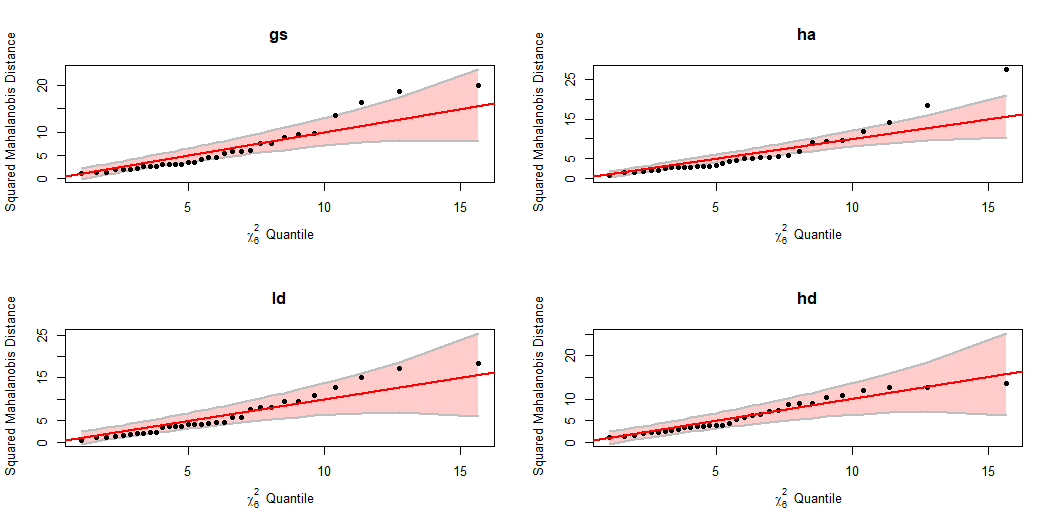 gs
Squared Mahalanobis Distance
0 5 10 20
5 10 15
χ²₆ Quantile
ha
Squared Mahalanobis Distance
0 5 15 25
5 10 15
χ²₆ Quantile
ld
Squared Mahalanobis Distance
0 5 15 25
5 10 15
χ²₆ Quantile
hd
Squared Mahalanobis Distance
0 5 10 20
5 10 15
χ²₆ Quantile